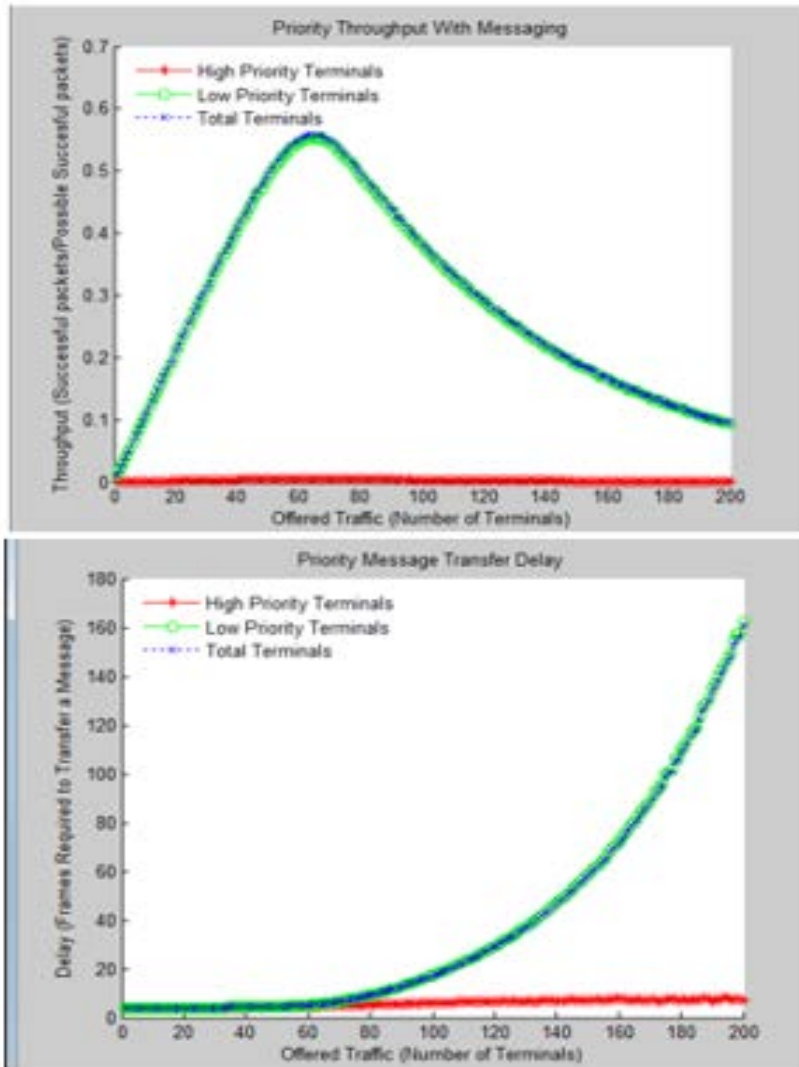 Priority Throughput With Messaging
Throughput (Successful packets/Possible Succesful packets)
0.7
0.6
0.5
0.4
0.3
0.2
0.1
0
High Priority Terminals
Low Priority Terminals
Total Terminals
0 20 40 60 80 100 120 140 160 180 200
Offered Traffic (Number of Terminals)
Priority Message Transfer Delay
Delay (Frames Required to Transfer a Message)
180
160
140
120
100
80
60
40
20
0
High Priority Terminals
Low Priority Terminals
Total Terminals
0 20 40 60 80 100 120 140 160 180 200
Offered Traffic (Number of Terminals)